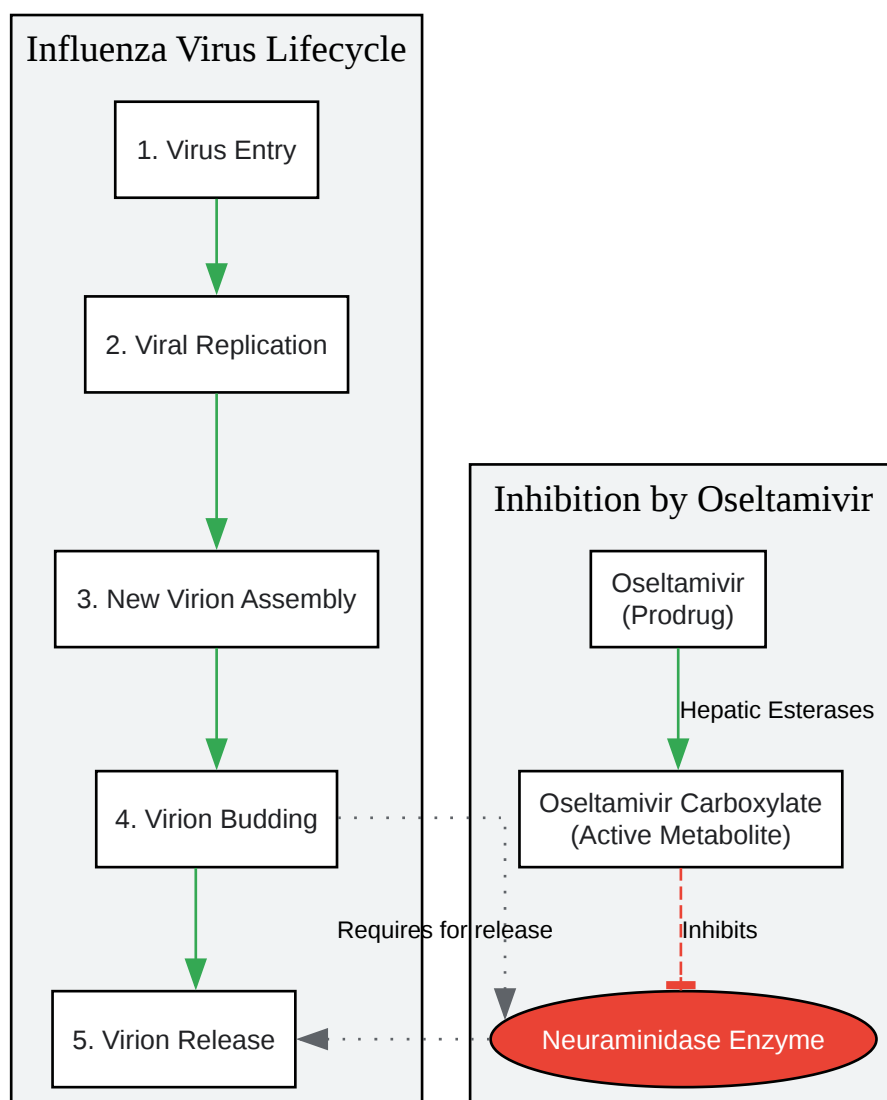 Influenza Virus Lifecycle
1. Virus Entry
2. Viral Replication
3. New Virion Assembly
4. Virion Budding
Requires for release
5. Virion Release
Inhibition by Oseltamivir
Oseltamivir
(Prodrug)
Hepatic Esterases
Oseltamivir Carboxylate
(Active Metabolite)
Inhibits
Neuraminidase Enzyme